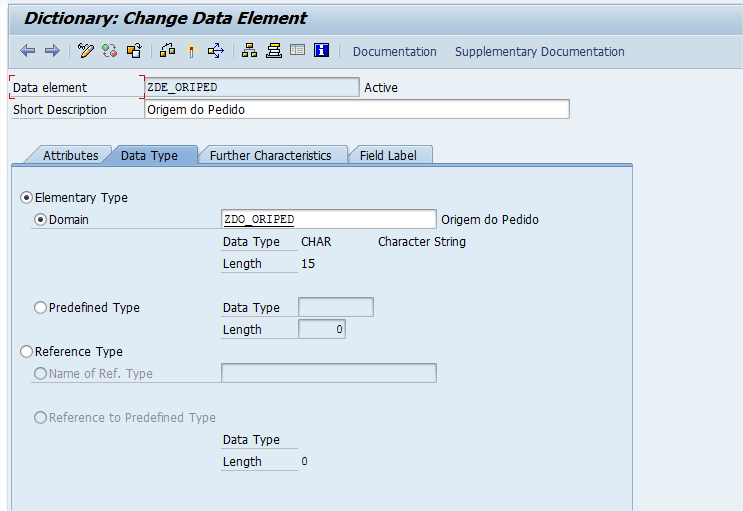 Dictionary: Change Data Element
Documentation Supplementary Documentation
Data element ZDE_ORIPED Active
Short Description Origem do Pedido
Attributes Data Type Further Characteristics Field Label
Elementary Type
Domain ZDO_ORIPED Origem do Pedido
Data Type CHAR Character String
Length 15
Predefined Type Data Type
Length 0
Reference Type
Name of Ref. Type
Reference to Predefined Type
Data Type
Length 0